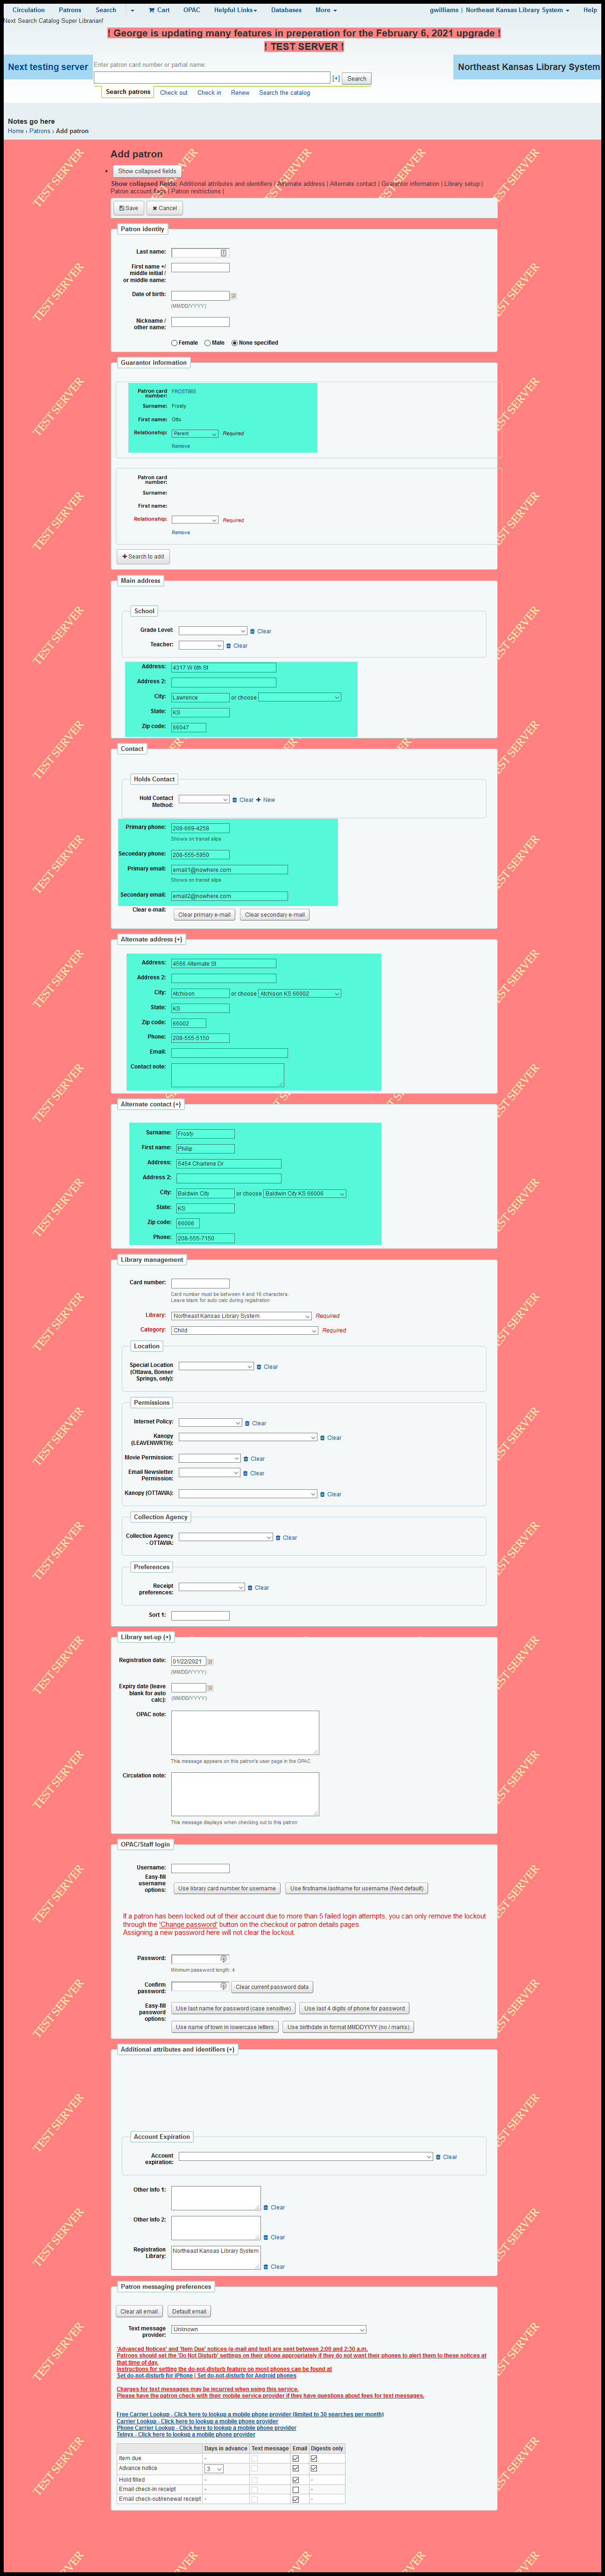 Circulation Patrons Search Cart OPAC Helpful Links Databases More gwilliams | Northeast Kansas Library System Help
Next Search Catalog Super Librarian!
! George is updating many features in preperation for the February 6, 2021 upgrade !
! TEST SERVER !
Next testing server
Enter patron card number or partial name:
[+] Search
Northeast Kansas Library System
Search patrons Check out Check in Renew Search the catalog
Notes go here
Home › Patrons › Add patron
Add patron
Show collapsed fields
Show collapsed fields: Additional attributes and identifiers | Alternate address | Alternate contact | Guarantor information | Library setup |
Patron account flags | Patron restrictions |
Save Cancel
Patron identity
Last name:
First name +/
middle initial /
or middle name:
Date of birth:
(MM/DD/YYYY)
Nickname /
other name:
Female Male None specified
Guarantor information
Patron card
number: FROST865
Surname: Frosty
First name: Otto
Relationship: Parent Required
Remove
Patron card
number:
Surname:
First name:
Relationship: Required
Remove
Search to add
Main address
School
Grade Level: Clear
Teacher: Clear
Address: 4317 W 6th St
Address 2:
City: Lawrence or choose
State: KS
Zip code: 66047
Contact
Holds Contact
Hold Contact
Method: Clear New
Primary phone: 208-669-4258
Shows on transit slips
Secondary phone: 208-555-5950
Primary email: email1@nowhere.com
Shows on transit slips
Secondary email: email2@nowhere.com
Clear e-mail: Clear primary e-mail Clear secondary e-mail
Alternate address (+)
Address: 4566 Alternate St
Address 2:
City: Atchison or choose Atchison KS 66002
State: KS
Zip code: 66002
Phone: 208-555-5150
Email:
Contact note:
Alternate contact (+)
Surname: Frosty
First name: Philip
Address: 5454 Charlene Dr
Address 2:
City: Baldwin City or choose Baldwin City KS 66006
State: KS
Zip code: 66006
Phone: 208-555-7150
Library management
Card number:
Card number must be between 4 and 16 characters.
Leave blank for auto calc during registration
Library: Northeast Kansas Library System Required
Category: Child Required
Location
Special Location
(Ottawa, Bonner
Springs, only): Clear
Permissions
Internet Policy: Clear
Kanopy
(LEAVENWRTH): Clear
Movie Permission: Clear
Email Newsletter
Permission: Clear
Kanopy (OTTAWA): Clear
Collection Agency
Collection Agency
- OTTAWA: Clear
Preferences
Receipt
preferences: Clear
Sort 1:
Library set-up (+)
Registration date: 01/22/2021
(MM/DD/YYYY)
Expiry date (leave
blank for auto
calc): (MM/DD/YYYY)
OPAC note:
This message appears on this patron's user page in the OPAC
Circulation note:
This message displays when checking out to this patron
OPAC/Staff login
Username:
Easy-fill
username
options: Use library card number for username Use firstname.lastname for username (Next default)
If a patron has been locked out of their account due to more than 5 failed login attempts, you can only remove the lockout
through the 'Change password' button on the checkout or patron details pages.
Assigning a new password here will not clear the lockout.
Password:
Minimum password length: 4
Confirm
password: Clear current password data
Easy-fill
password
options: Use last name for password (case sensitive) Use last 4 digits of phone for password
Use name of town in lowercase letters Use birthdate in format MMDDYYYY (no / marks)
Additional attributes and identifiers (+)
Account Expiration
Account
expiration: Clear
Other Info 1: Clear
Other Info 2: Clear
Registration
Library: Northeast Kansas Library System Clear
Patron messaging preferences
Clear all email Default email
Text message
provider: Unknown
'Advanced Notices' and 'Item Due' notices (e-mail and text) are sent between 2:00 and 2:30 a.m.
Patrons should set the 'Do Not Disturb' settings on their phone appropriately if they do not want their phones to alert them to these notices at
that time of day.
Instructions for setting the do-not-disturb feature on most phones can be found at
Set do-not-disturb for iPhone | Set do-not-disturb for Android phones
Charges for text messages may be incurred when using this service.
Please have the patron check with their mobile service provider if they have questions about fees for text messages.
Free Carrier Lookup - Click here to lookup a mobile phone provider (limited to 30 searches per month)
Carrier Lookup - Click here to lookup a mobile phone provider
Phone Carrier Lookup - Click here to lookup a mobile phone provider
Telnyx - Click here to lookup a mobile phone provider
Days in advance Text message Email Digests only
Item due -
Advance notice 3
Hold filled - -
Email check-in receipt - -
Email check-out/renewal receipt - -
TEST SERVER